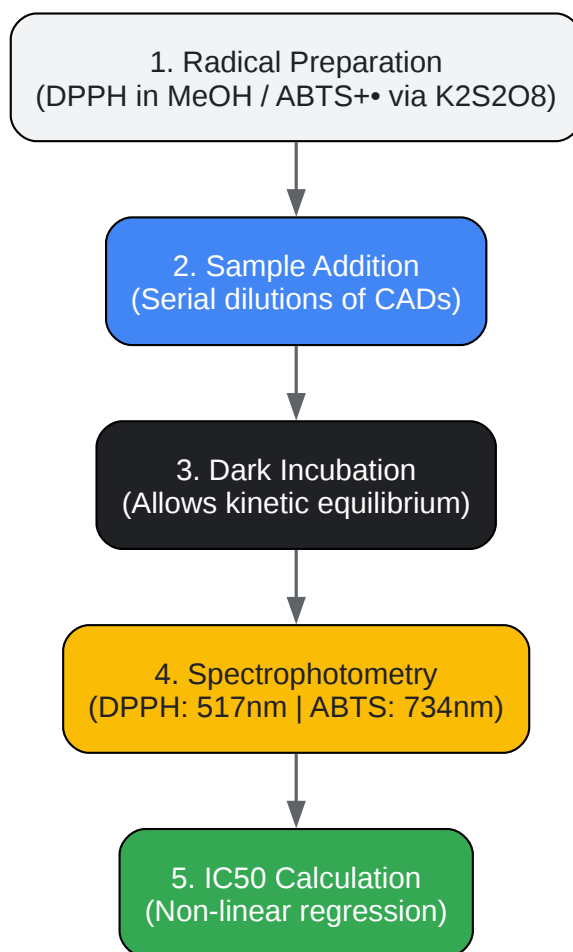 1. Radical Preparation
(DPPH in MeOH / ABTS+• via K2S2O8)
2. Sample Addition
(Serial dilutions of CADs)
3. Dark Incubation
(Allows kinetic equilibrium)
4. Spectrophotometry
(DPPH: 517nm | ABTS: 734nm)
5. IC50 Calculation
(Non-linear regression)